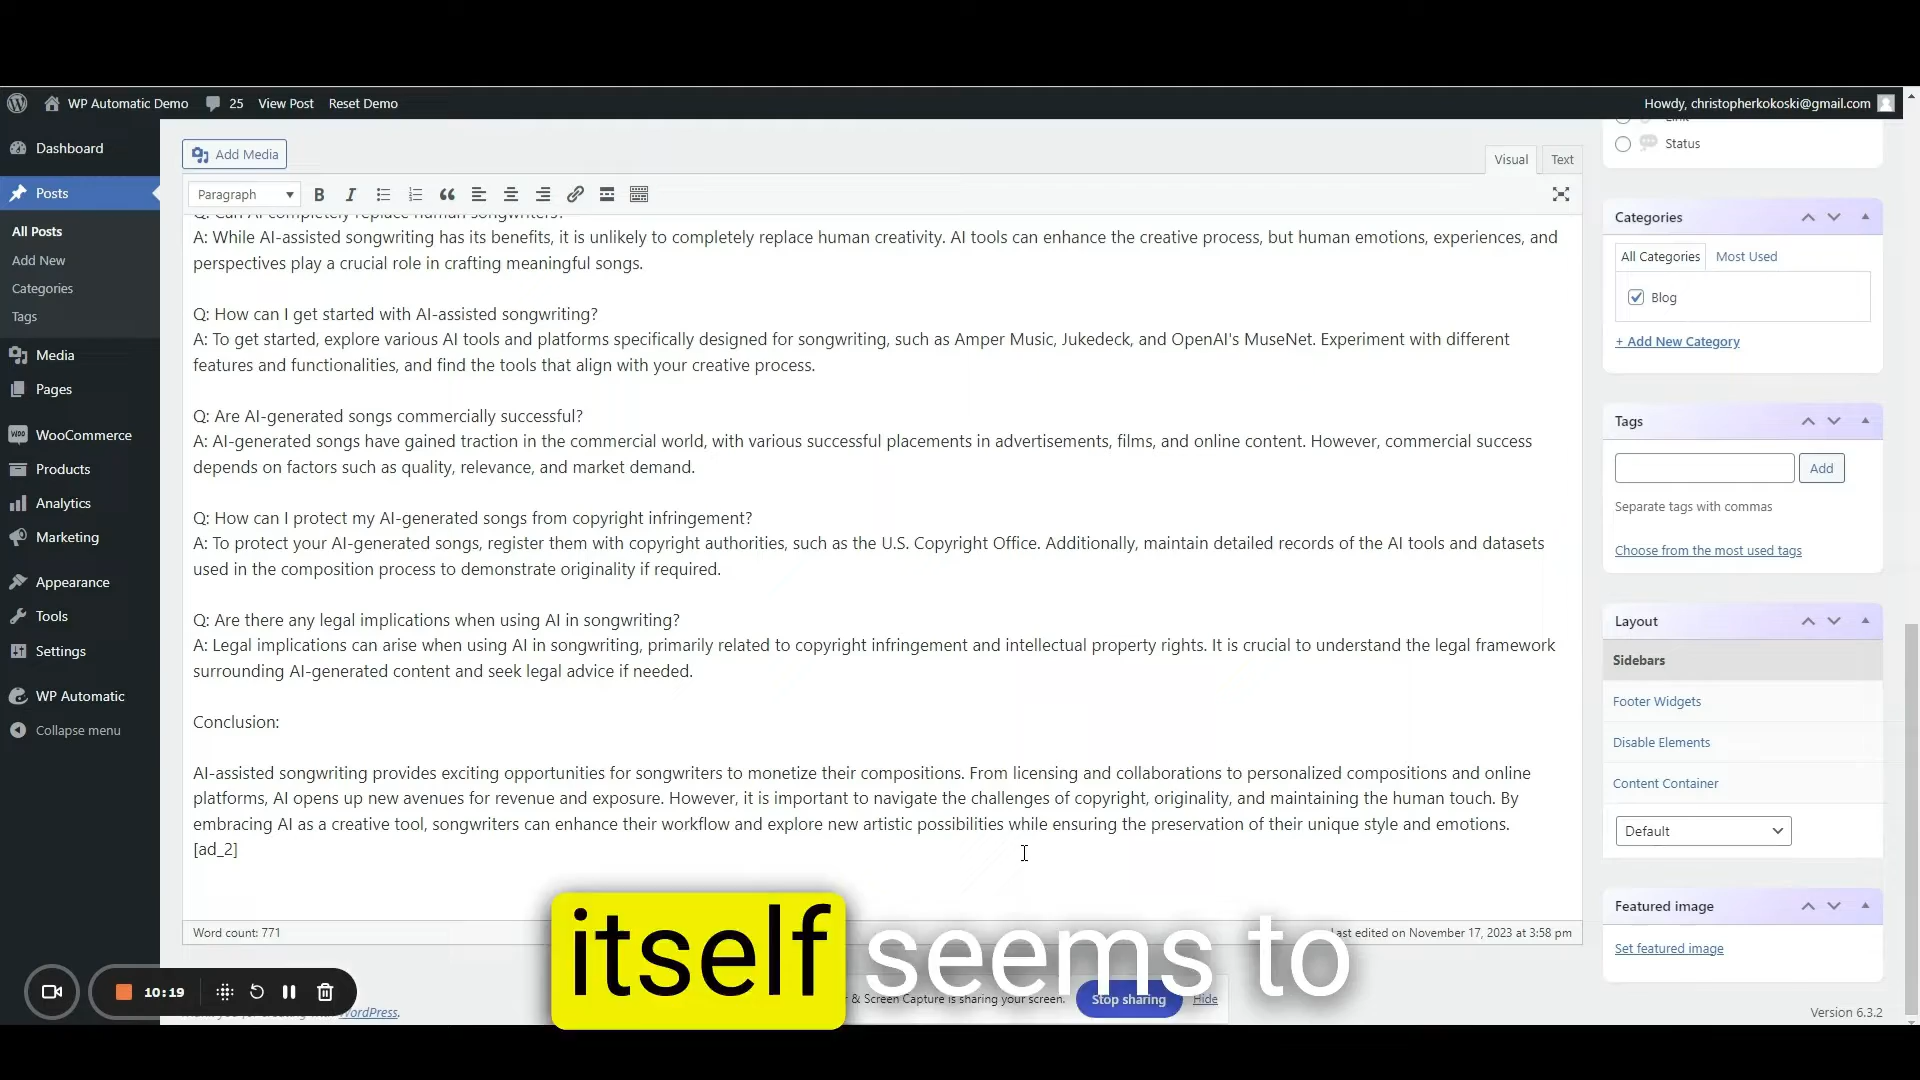 WP Automatic Demo
25
View Post
Reset Demo
Howdy, christopherkokoski@gmail.com
Dashboard
Posts
All Posts
Add New
Categories
Tags
Media
Pages
WooCommerce
Products
Analytics
Marketing
Appearance
Tools
Settings
WP Automatic
Collapse menu
Add Media
Visual
Text
Paragraph
Q: Can AI completely replace human songwriters?
A: While AI-assisted songwriting has its benefits, it is unlikely to completely replace human creativity. AI tools can enhance the creative process, but human emotions, experiences, and
perspectives play a crucial role in crafting meaningful songs.
Q: How can I get started with AI-assisted songwriting?
A: To get started, explore various AI tools and platforms specifically designed for songwriting, such as Amper Music, Jukedeck, and OpenAI's MuseNet. Experiment with different
features and functionalities, and find the tools that align with your creative process.
Q: Are AI-generated songs commercially successful?
A: AI-generated songs have gained traction in the commercial world, with various successful placements in advertisements, films, and online content. However, commercial success
depends on factors such as quality, relevance, and market demand.
Q: How can I protect my AI-generated songs from copyright infringement?
A: To protect your AI-generated songs, register them with copyright authorities, such as the U.S. Copyright Office. Additionally, maintain detailed records of the AI tools and datasets
used in the composition process to demonstrate originality if required.
Q: Are there any legal implications when using AI in songwriting?
A: Legal implications can arise when using AI in songwriting, primarily related to copyright infringement and intellectual property rights. It is crucial to understand the legal framework
surrounding AI-generated content and seek legal advice if needed.
Conclusion:
AI-assisted songwriting provides exciting opportunities for songwriters to monetize their compositions. From licensing and collaborations to personalized compositions and online
platforms, AI opens up new avenues for revenue and exposure. However, it is important to navigate the challenges of copyright, originality, and maintaining the human touch. By
embracing AI as a creative tool, songwriters can enhance their workflow and explore new artistic possibilities while ensuring the preservation of their unique style and emotions.
[ad_2]
Word count: 771
Last edited on November 17, 2023 at 3:58 pm
Link
Status
Categories
All Categories
Most Used
Blog
+ Add New Category
Tags
Add
Separate tags with commas
Choose from the most used tags
Layout
Sidebars
Footer Widgets
Disable Elements
Content Container
Default
Featured image
Set featured image
itself seems to
10:19
& Screen Capture is sharing your screen.
Stop sharing
Hide
WordPress.
Version 6.3.2